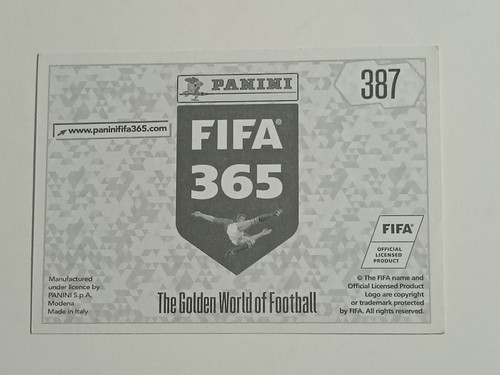 PANINI
387
www.paninififa365.com
FIFA®
365
FIFA®
OFFICIAL
LICENSED
PRODUCT
Manufactured
under licence by
PANINI S.p.A.
Modena
Made in Italy
The Golden World of Football
© The FIFA name and
Official Licensed Product
Logo are copyright
or trademark protected
by FIFA. All rights reserved.